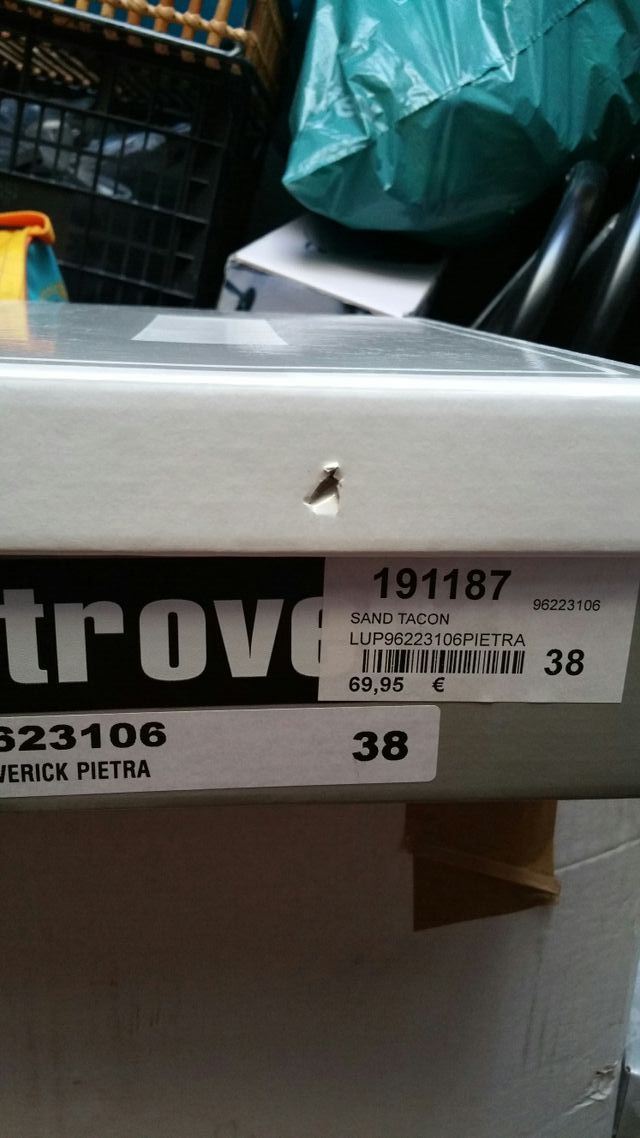 trove
191187
96223106
SAND TACON
LUP96223106PIETRA
38
69,95 €
623106
38
VERICK PIETRA